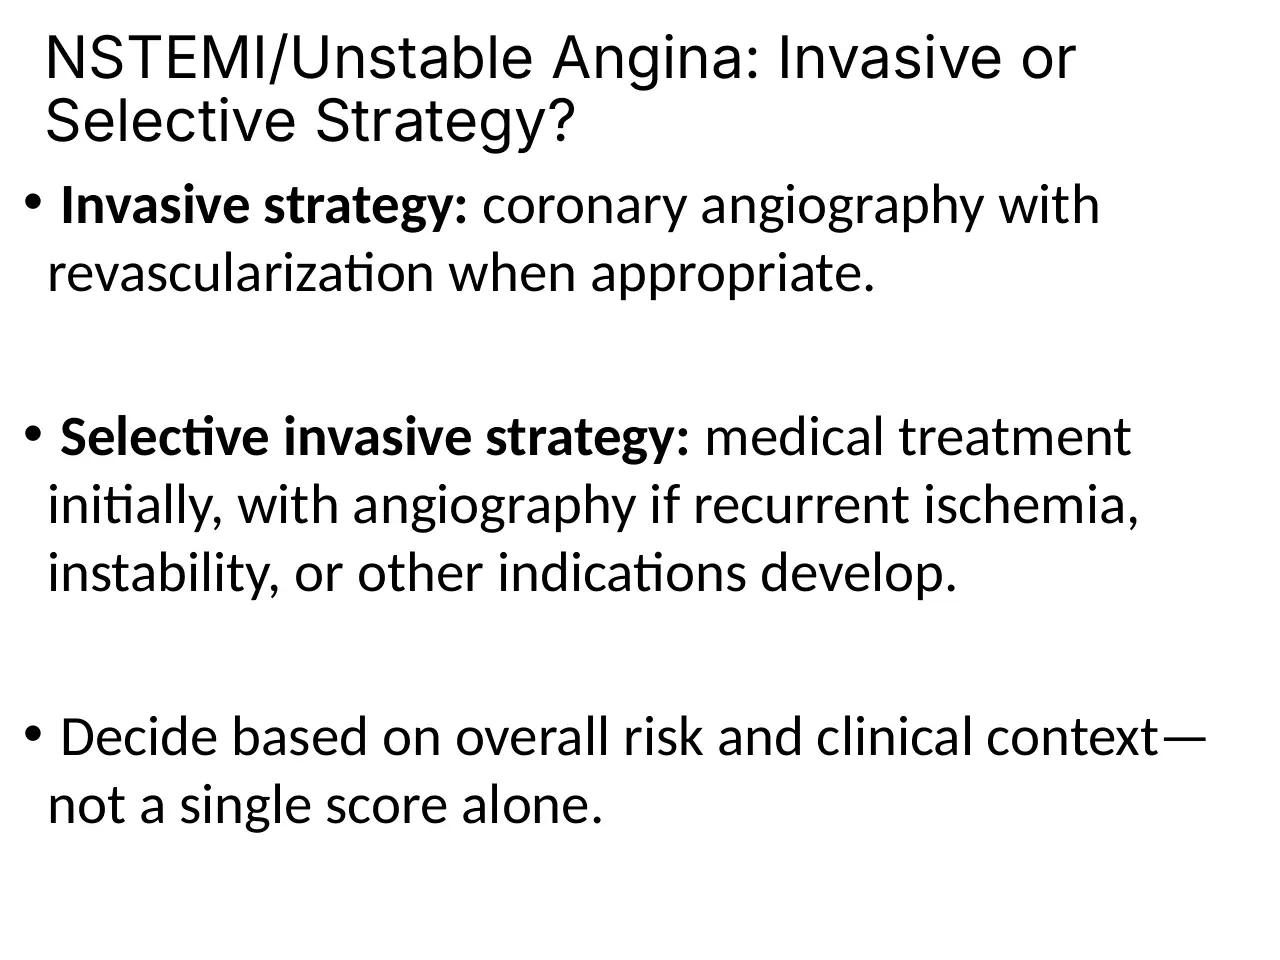 NSTEMI/Unstable Angina: Invasive or
Selective Strategy?
• Invasive strategy: coronary angiography with
revascularization when appropriate.
• Selective invasive strategy: medical treatment
initially, with angiography if recurrent ischemia,
instability, or other indications develop.
• Decide based on overall risk and clinical context—
not a single score alone.